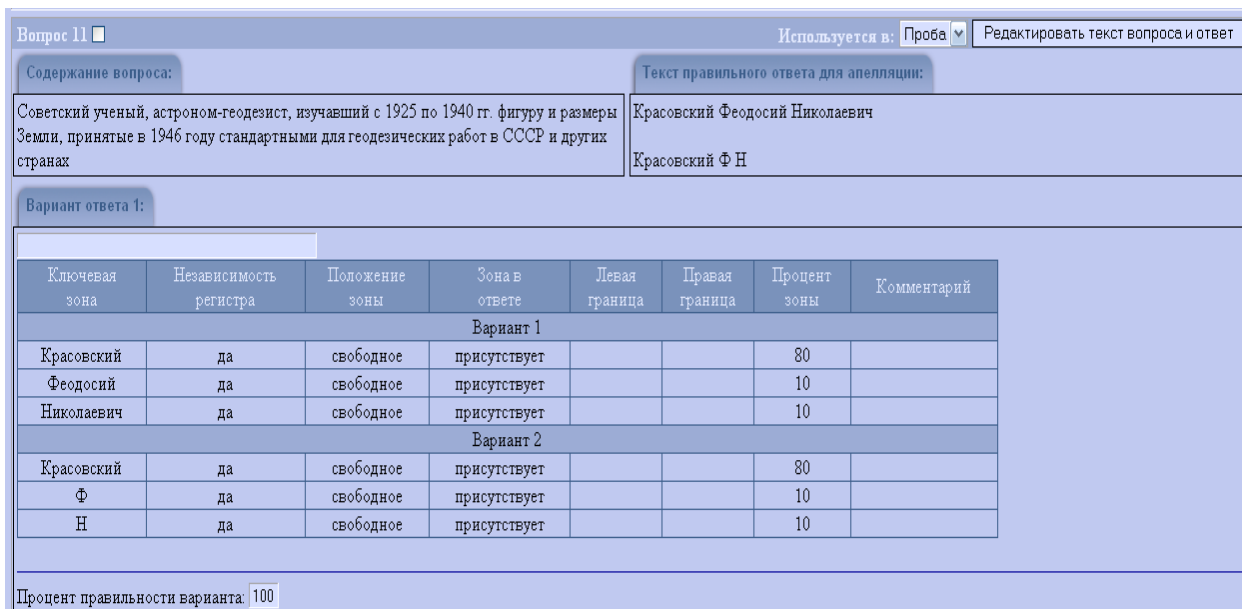 Вопрос 11
Используется в: Проба Редактировать текст вопроса и ответ
Содержание вопроса:
Текст правильного ответа для апелляции:
Советский ученый, астроном-геодезист, изучавший с 1925 по 1940 гг. фигуру и размеры
Земли, принятые в 1946 году стандартными для геодезических работ в СССР и других
странах
Красовский Феодосий Николаевич
Красовский Ф Н
Вариант ответа 1:
Ключевая зона Независимость регистра Положение зоны Зона в ответе Левая граница Правая граница Процент зоны Комментарий
Вариант 1
Красовский да свободное присутствует 80
Феодосий да свободное присутствует 10
Николаевич да свободное присутствует 10
Вариант 2
Красовский да свободное присутствует 80
Ф да свободное присутствует 10
Н да свободное присутствует 10
Процент правильности варианта: 100